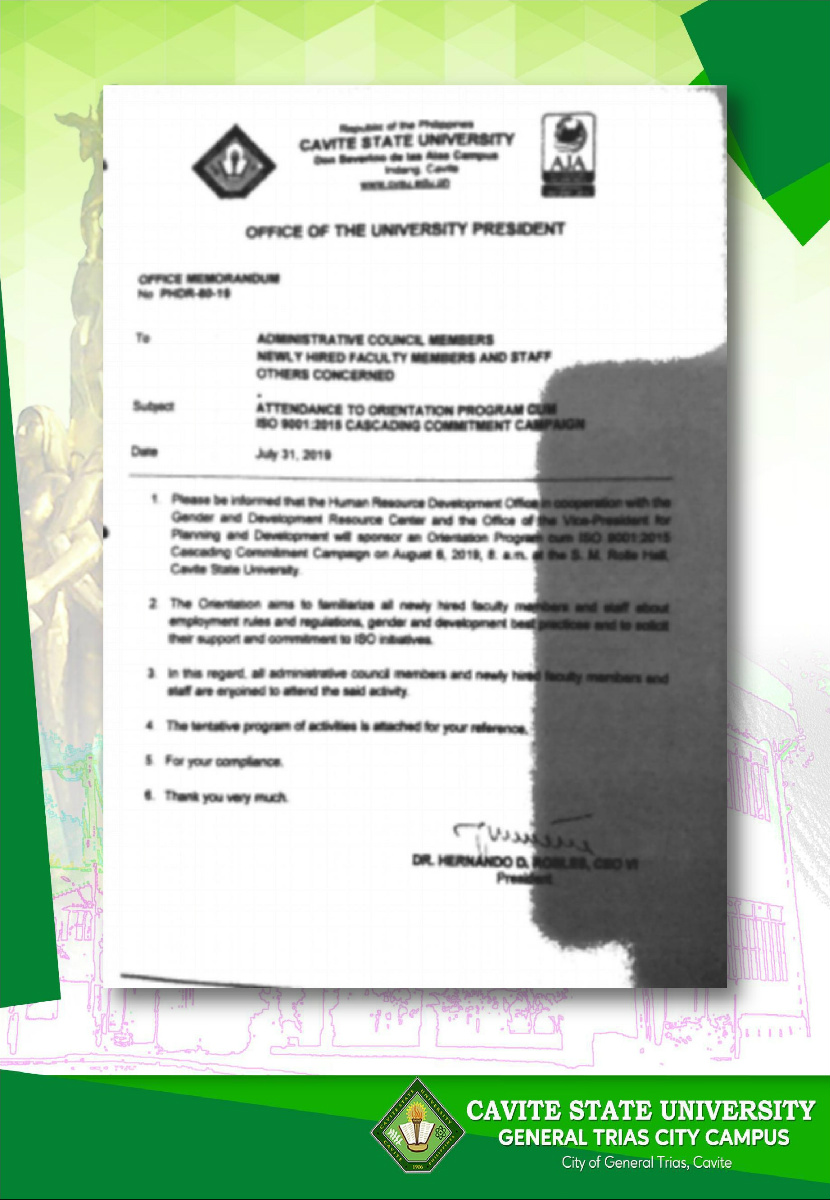 Republic of the Philippines
CAVITE STATE UNIVERSITY
Don Severino de las Alas Campus
Indang, Cavite
www.cvsu.edu.ph
AJA
OFFICE OF THE UNIVERSITY PRESIDENT
OFFICE MEMORANDUM
No PHDR-80-19
To ADMINISTRATIVE COUNCIL MEMBERS
NEWLY HIRED FACULTY MEMBERS AND STAFF
OTHERS CONCERNED
Subject ATTENDANCE TO ORIENTATION PROGRAM CUM
ISO 9001:2015 CASCADING COMMITMENT CAMPAIGN
Date July 31, 2019
1. Please be informed that the Human Resource Development Office in cooperation with the
Gender and Development Resource Center and the Office of the Vice-President for
Planning and Development will sponsor an Orientation Program cum ISO 9001:2015
Cascading Commitment Campaign on August 6, 2019, 8. a.m. at the S. M. Rolle Hall,
Cavite State University.
2. The Orientation aims to familiarize all newly hired faculty members and staff about
employment rules and regulations, gender and development best practices and to solicit
their support and commitment to ISO initiatives.
3. In this regard, all administrative council members and newly hired faculty members and
staff are enjoined to attend the said activity.
4. The tentative program of activities is attached for your reference.
5. For your compliance.
6. Thank you very much.
DR. HERNANDO D. ROBLES, CEO VI
President
CAVITE STATE UNIVERSITY
GENERAL TRIAS CITY CAMPUS
City of General Trias, Cavite
1906